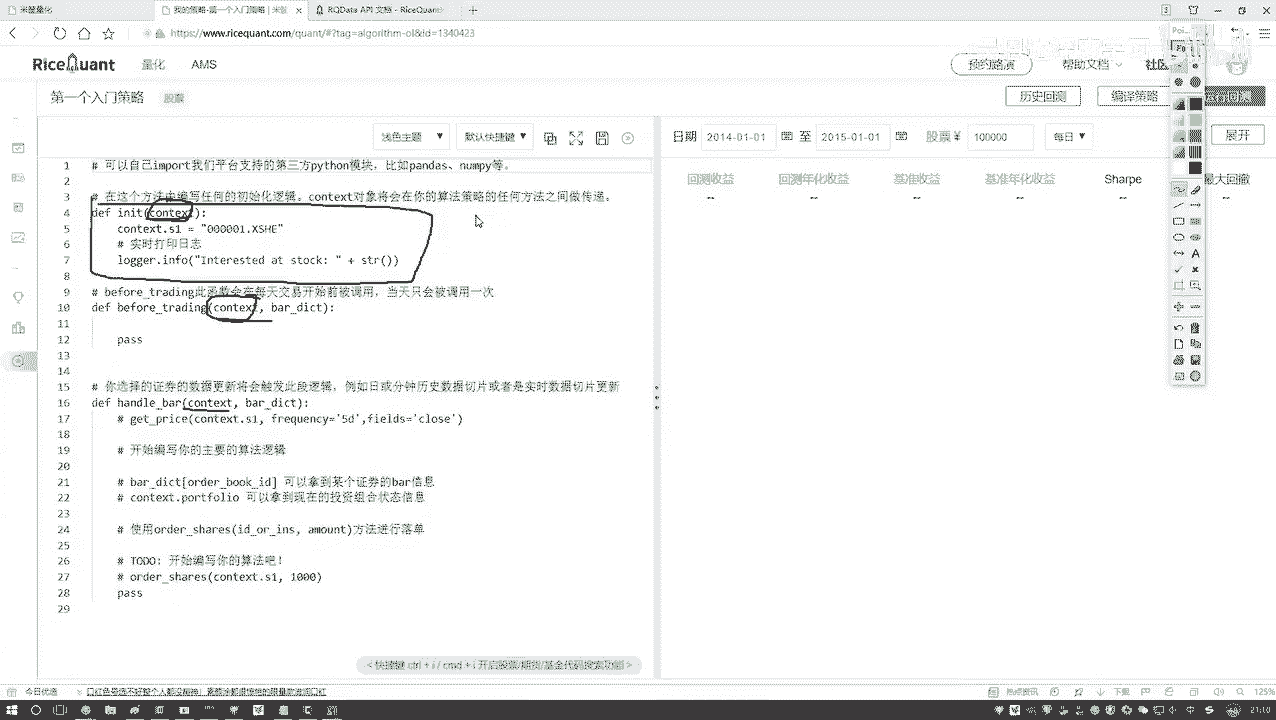 米筐量化
我的策略-第一个入门策略 | 米筐
RQData API 文档 - RiceQuant
https://www.ricequant.com/quant/#?tag=algorithm-ol&id=1340423
RiceQuant 量化 AMS 预约路演 帮助文档 社区
第一个入门策略 股票 历史回测 编译策略
浅色主题 默认快捷键 日期 2014-01-01 至 2015-01-01 股票 ¥ 100000 每日 展开
回测收益 回测年化收益 基准收益 基准年化收益 Sharpe 最大回撤
-- -- -- -- -- --
1 # 可以自己import我们平台支持的第三方python模块，比如pandas、numpy等。
2
3 # 在这个方法中编写任何的初始化逻辑。context对象将会在你的算法策略的任何方法之间做传递。
4 def init(context):
5 context.s1 = "000001.XSHE"
6 # 实时打印日志
7 logger.info("Interested at stock: " + str())
8
9 # before_trading此函数会在每天交易开始前被调用，当天只会被调用一次
10 def before_trading(context, bar_dict):
11
12 pass
13
14
15 # 你选择的证券的数据更新将会触发此段逻辑，例如日或分钟历史数据切片或者是实时数据切片更新
16 def handle_bar(context, bar_dict):
17 # get_price(context.s1, frequency='5d',fields='close')
18
19 # 开始编写你的主要的算法逻辑
20
21 # bar_dict[order_book_id] 可以拿到某个证券的bar信息
22 # context.portfolio 可以拿到现在的投资组合状态信息
23
24 # 使用order_shares(id_or_ins, amount)方法进行落单
25
26 # TODO: 开始编写你的算法吧！
27 # order_shares(context.s1, 1000)
28 pass
29
< 快捷键 ctrl + i / cmd + i 开启股票/期货/基金代码搜索功能 >
今日优选 热点资讯 下载 125%
21:10